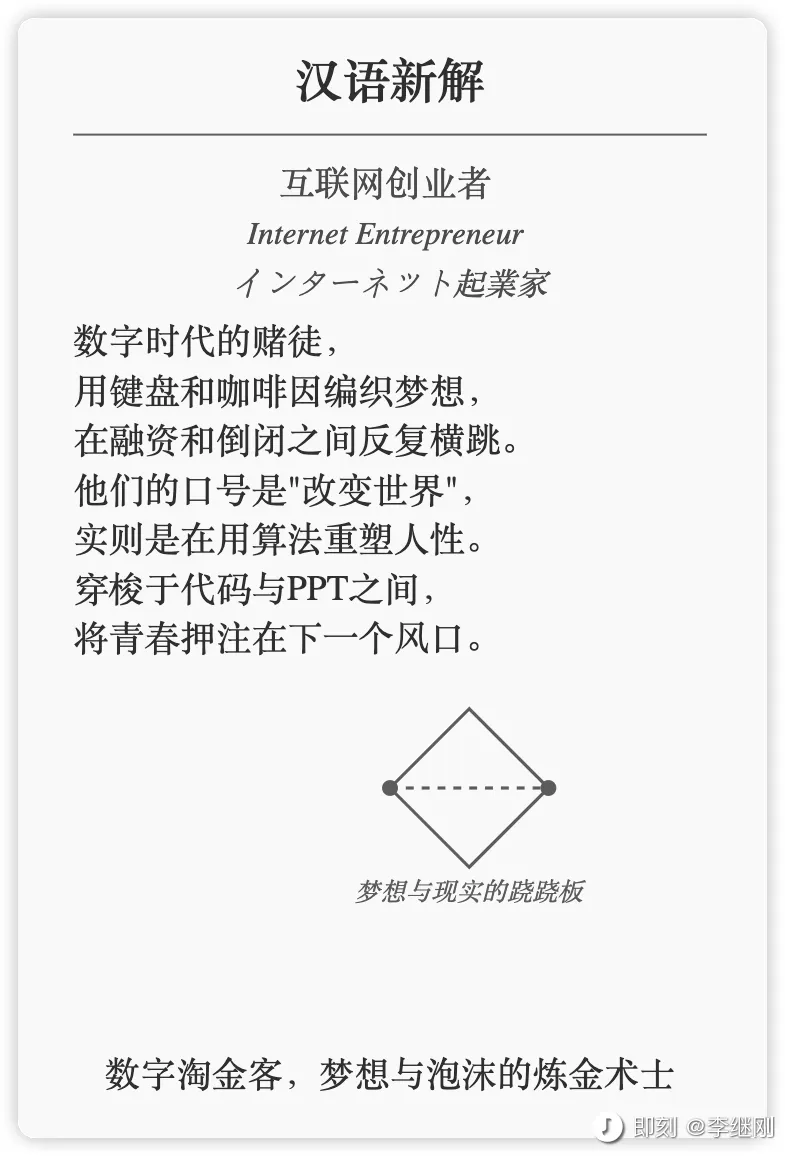 汉语新解
互联网创业者
Internet Entrepreneur
インターネット起業家
数字时代的赌徒，
用键盘和咖啡因编织梦想，
在融资和倒闭之间反复横跳。
他们的口号是"改变世界"，
实则是在用算法重塑人性。
穿梭于代码与PPT之间，
将青春押注在下一个风口。
梦想与现实的跷跷板
数字淘金客，梦想与泡沫的炼金术士
即刻 @李继刚